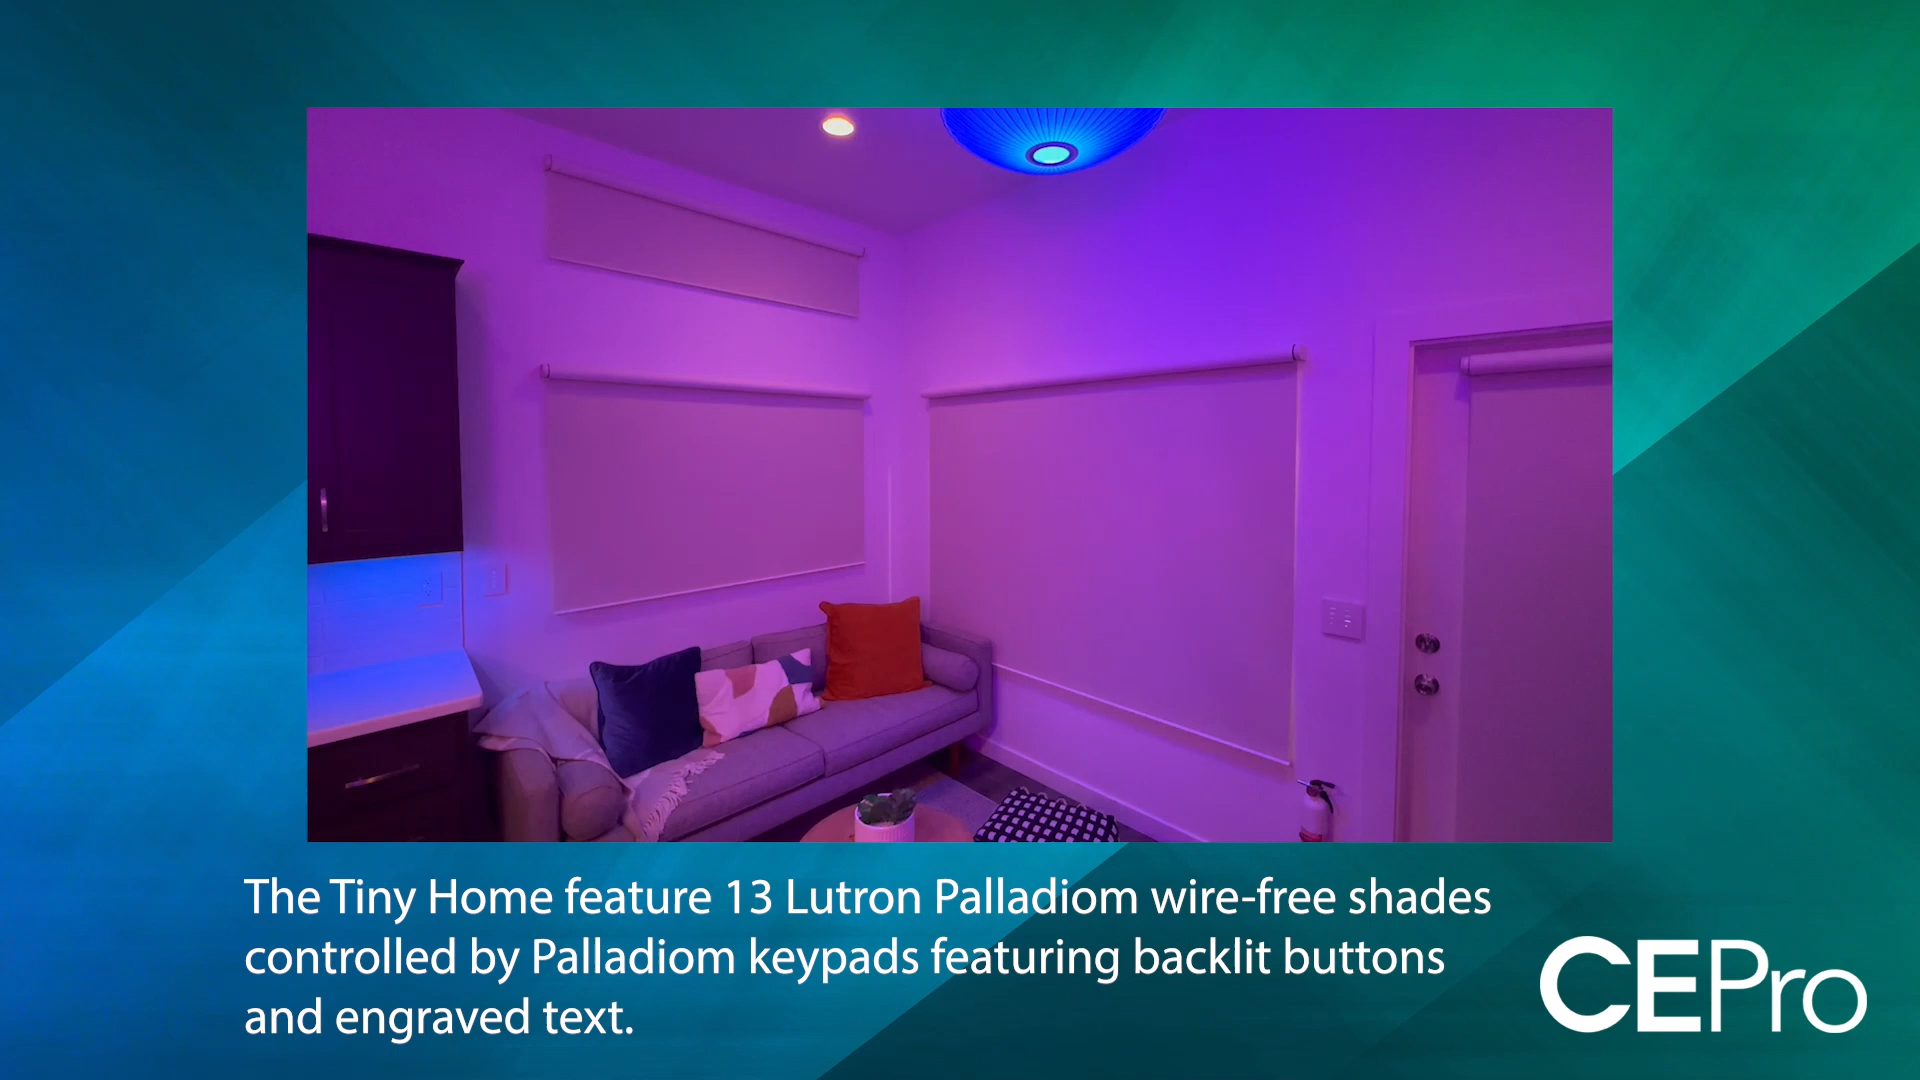 The Tiny Home feature 13 Lutron Palladiom wire-free shades
controlled by Palladiom keypads featuring backlit buttons
and engraved text.
CEPro